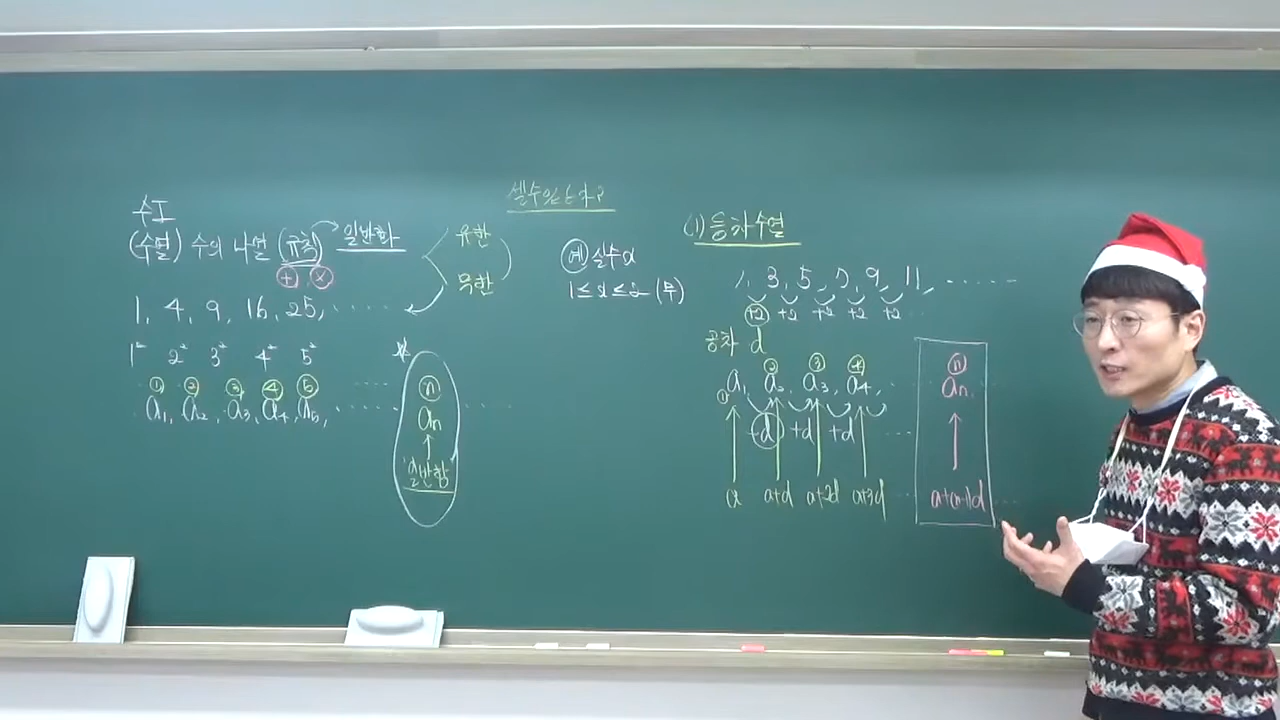 수I
(수열) 수의 나열 (규칙) 일반화
+ ×
유한
무한
1, 4, 9, 16, 25, ······
1² 2² 3² 4² 5²
① ② ③ ④ ⑤ ····
a₁, a₂, a₃, a₄, a₅, ······
ⓝ
aₙ
일반항
셀 수 있는가?
예 실수 x
1≤x≤2 (무)
(1) 등차수열
1, 3, 5, 7, 9, 11, ······
+2 +2 +2 +2 +2
공차 d
① ② ③ ④
a₁, a₂, a₃, a₄, ···
+d +d +d ···
a a+d a+2d a+3d ···
ⓝ
aₙ
a+(n-1)d